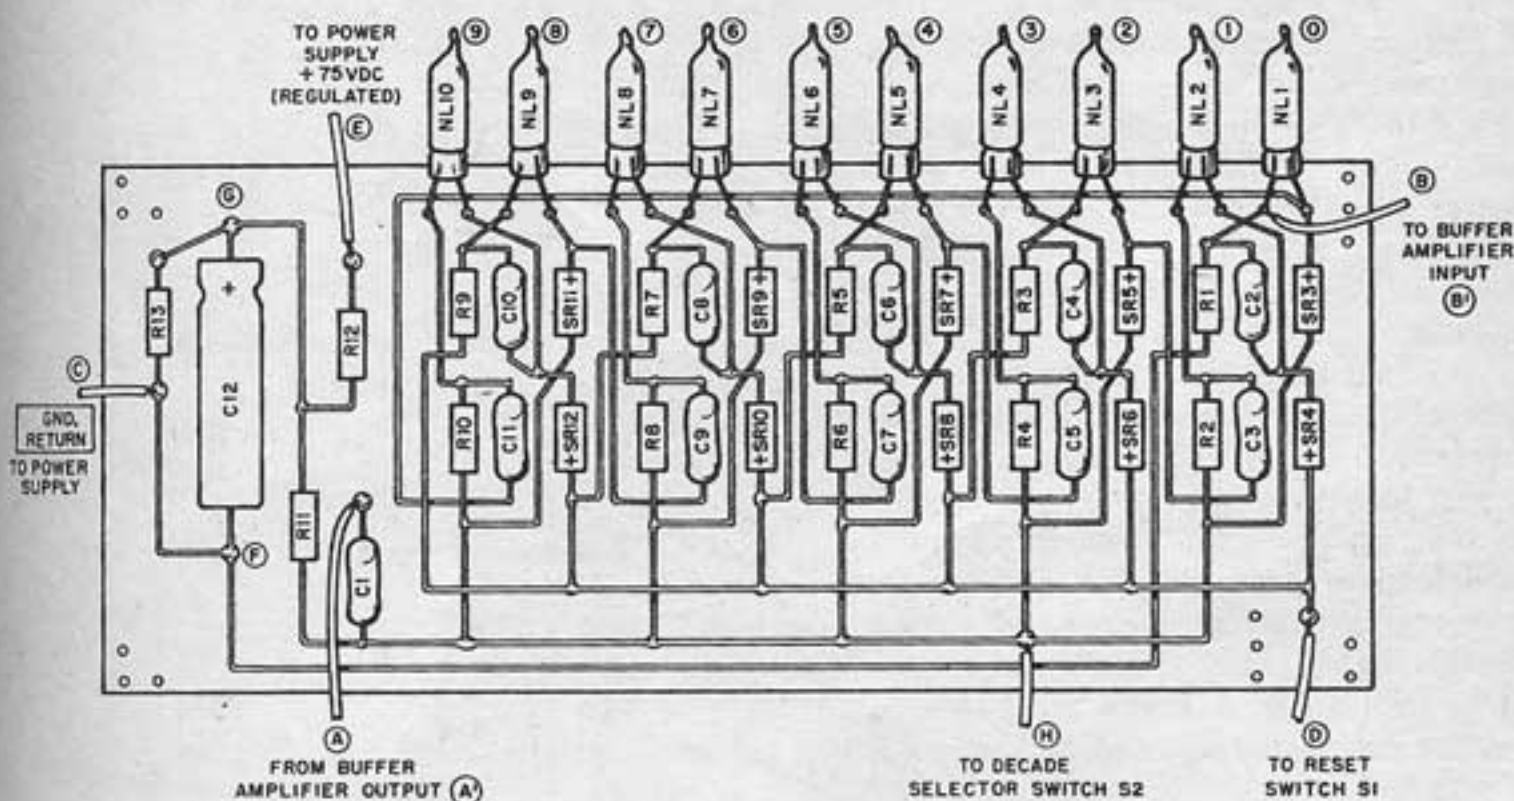 TO POWER
SUPPLY
+75VDC
(REGULATED)
E
9 8 7 6 5 4 3 2 1 0
NL10 NL9 NL8 NL7 NL6 NL5 NL4 NL3 NL2 NL1
B
TO BUFFER
AMPLIFIER
INPUT
B'
G
+
R13 C12 R12
R9 C10 SR11+ R7 C8 SR9+ R5 C6 SR7+ R3 C4 SR5+ R1 C2 SR3+
C
GND.
RETURN
TO POWER
SUPPLY
R10 C11 +SR12 R8 C9 +SR10 R6 C7 +SR8 R4 C5 +SR6 R2 C3 +SR4
R11
F
C1
A
FROM BUFFER
AMPLIFIER OUTPUT A'
H
TO DECADE
SELECTOR SWITCH S2
D
TO RESET
SWITCH S1